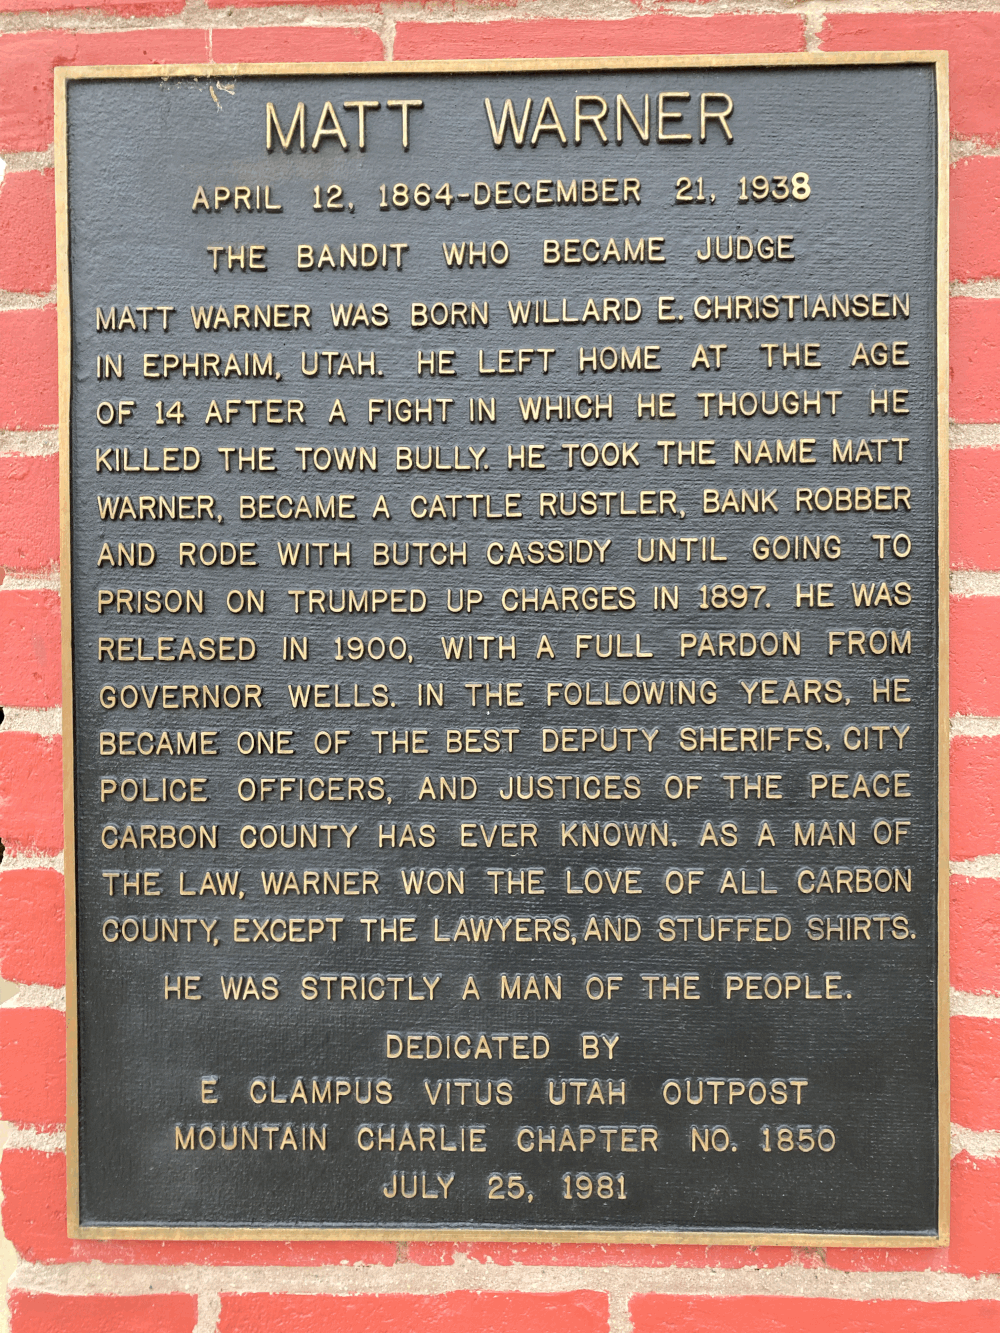 MATT WARNER
APRIL 12, 1864-DECEMBER 21, 1938
THE BANDIT WHO BECAME JUDGE
MATT WARNER WAS BORN WILLARD E. CHRISTIANSEN
IN EPHRAIM, UTAH. HE LEFT HOME AT THE AGE
OF 14 AFTER A FIGHT IN WHICH HE THOUGHT HE
KILLED THE TOWN BULLY. HE TOOK THE NAME MATT
WARNER, BECAME A CATTLE RUSTLER, BANK ROBBER
AND RODE WITH BUTCH CASSIDY UNTIL GOING TO
PRISON ON TRUMPED UP CHARGES IN 1897. HE WAS
RELEASED IN 1900, WITH A FULL PARDON FROM
GOVERNOR WELLS. IN THE FOLLOWING YEARS, HE
BECAME ONE OF THE BEST DEPUTY SHERIFFS, CITY
POLICE OFFICERS, AND JUSTICES OF THE PEACE
CARBON COUNTY HAS EVER KNOWN. AS A MAN OF
THE LAW, WARNER WON THE LOVE OF ALL CARBON
COUNTY, EXCEPT THE LAWYERS, AND STUFFED SHIRTS.
HE WAS STRICTLY A MAN OF THE PEOPLE.
DEDICATED BY
E CLAMPUS VITUS UTAH OUTPOST
MOUNTAIN CHARLIE CHAPTER NO. 1850
JULY 25, 1981